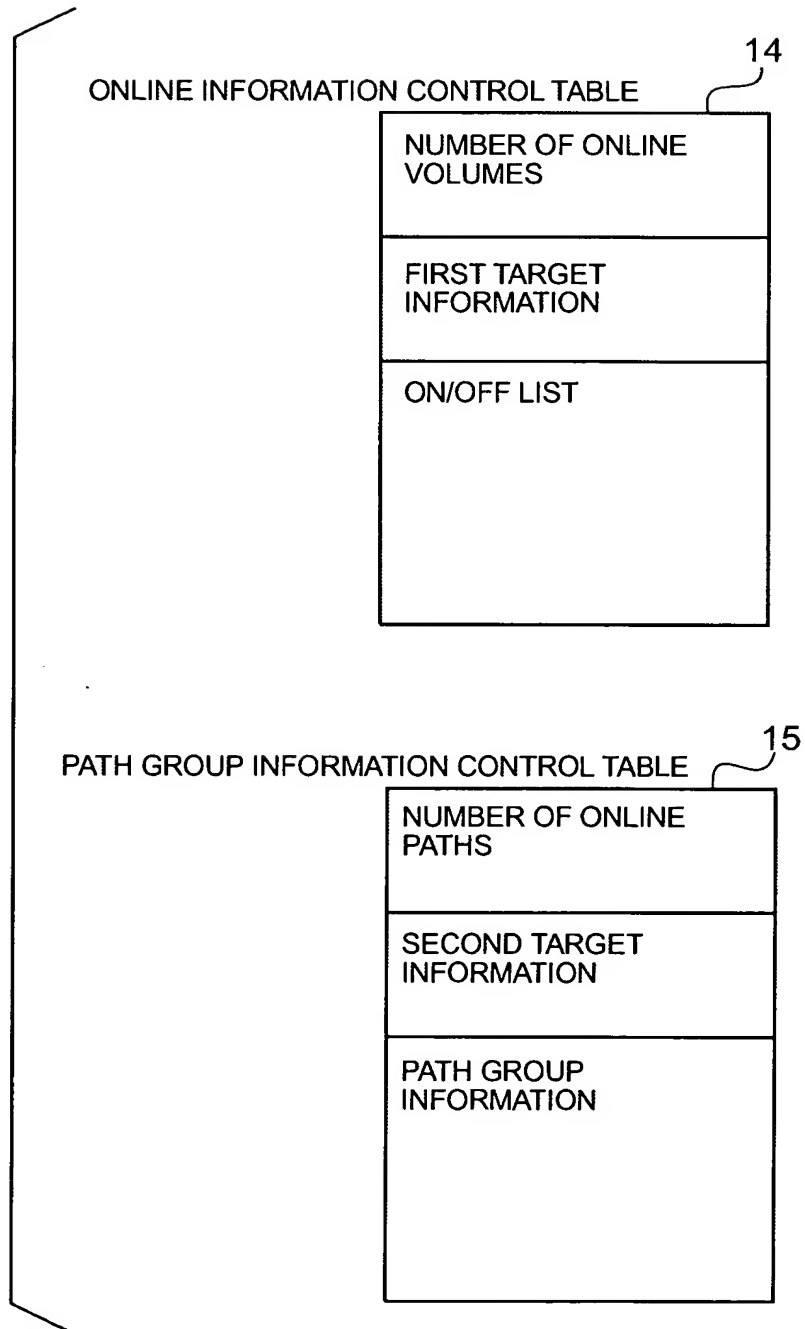 14
ONLINE INFORMATION CONTROL TABLE
NUMBER OF ONLINE
VOLUMES
FIRST TARGET
INFORMATION
ON/OFF LIST
15
PATH GROUP INFORMATION CONTROL TABLE
NUMBER OF ONLINE
PATHS
SECOND TARGET
INFORMATION
PATH GROUP
INFORMATION